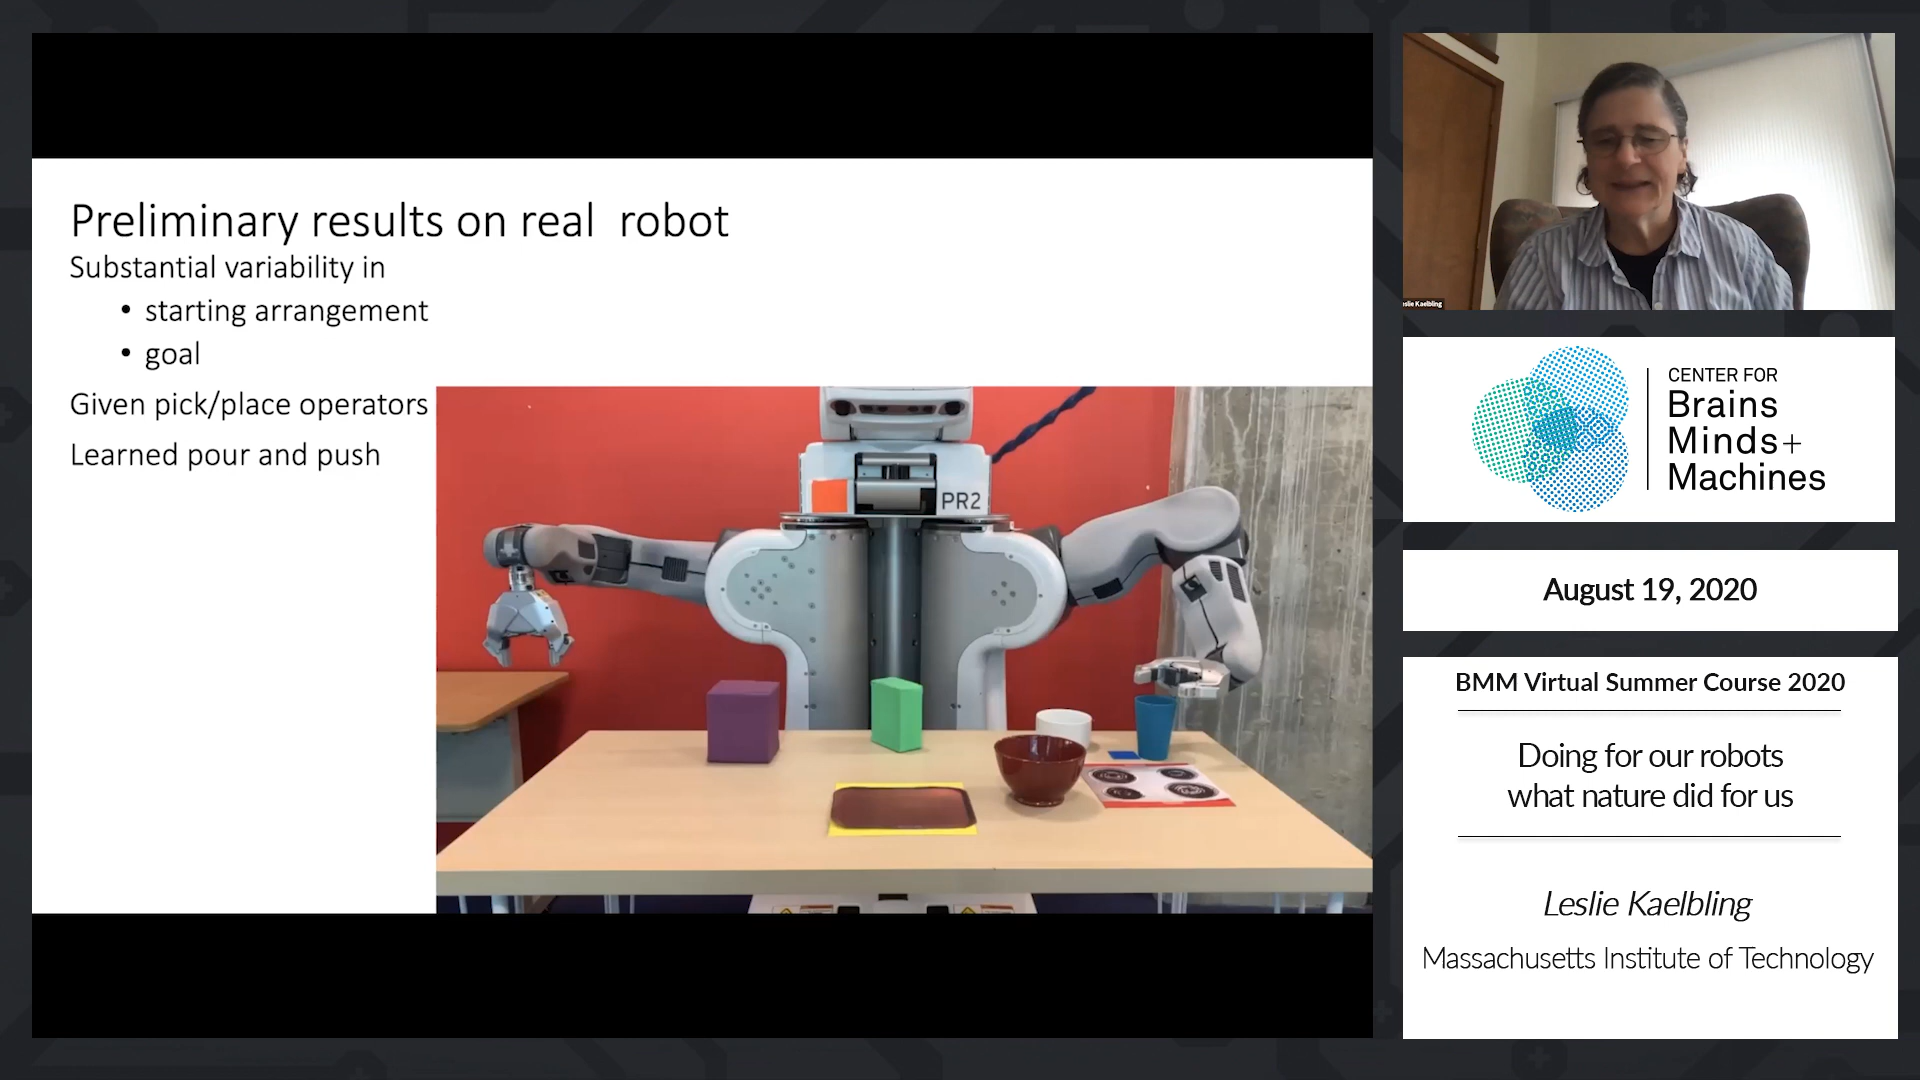 Preliminary results on real robot
Substantial variability in
• starting arrangement
• goal
Given pick/place operators
Learned pour and push
PR2
Leslie Kaelbling
CENTER FOR
Brains
Minds+
Machines
August 19, 2020
BMM Virtual Summer Course 2020
Doing for our robots
what nature did for us
Leslie Kaelbling
Massachusetts Institute of Technology